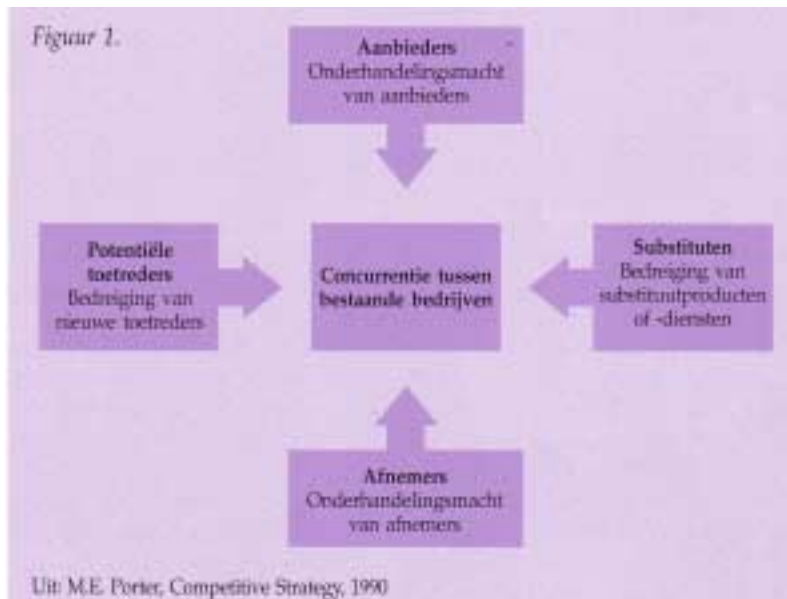 Figuur 1.
Aanbieders
Onderhandelingsmacht
van aanbieders
Potentiële
toetreders
Bedreiging van
nieuwe toetreders
Concurrentie tussen
bestaande bedrijven
Substituten
Bedreiging van
substituutproducten
of -diensten
Afnemers
Onderhandelingsmacht
van afnemers
Uit: M.E. Porter, Competitive Strategy, 1990